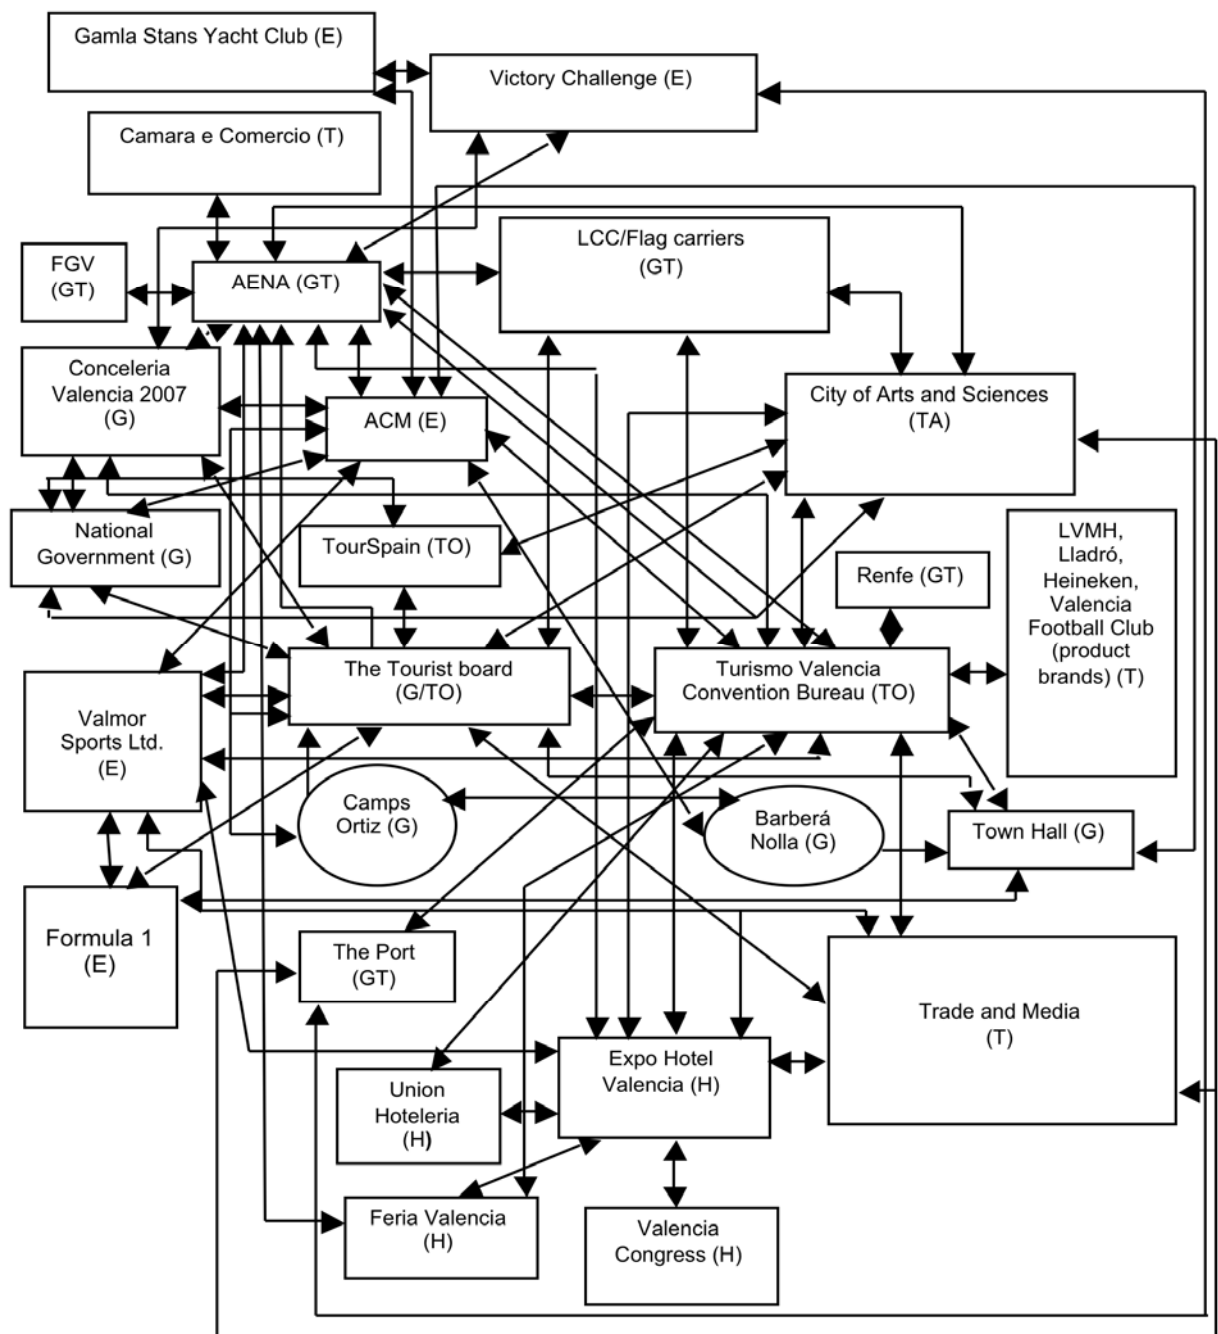 Gamla Stans Yacht Club (E)
Victory Challenge (E)
Camara e Comercio (T)
LCC/Flag carriers
(GT)
FGV
(GT)
AENA (GT)
Conceleria
Valencia 2007
(G)
ACM (E)
City of Arts and Sciences
(TA)
National
Government (G)
TourSpain (TO)
Renfe (GT)
LVMH,
Lladró,
Heineken,
Valencia
Football Club
(product
brands) (T)
The Tourist board
(G/TO)
Turismo Valencia
Convention Bureau (TO)
Valmor
Sports Ltd.
(E)
Camps
Ortiz (G)
Barberá
Nolla (G)
Town Hall (G)
Formula 1
(E)
The Port
(GT)
Trade and Media
(T)
Expo Hotel
Valencia (H)
Union
Hoteleria
(H)
Feria Valencia
(H)
Valencia
Congress (H)